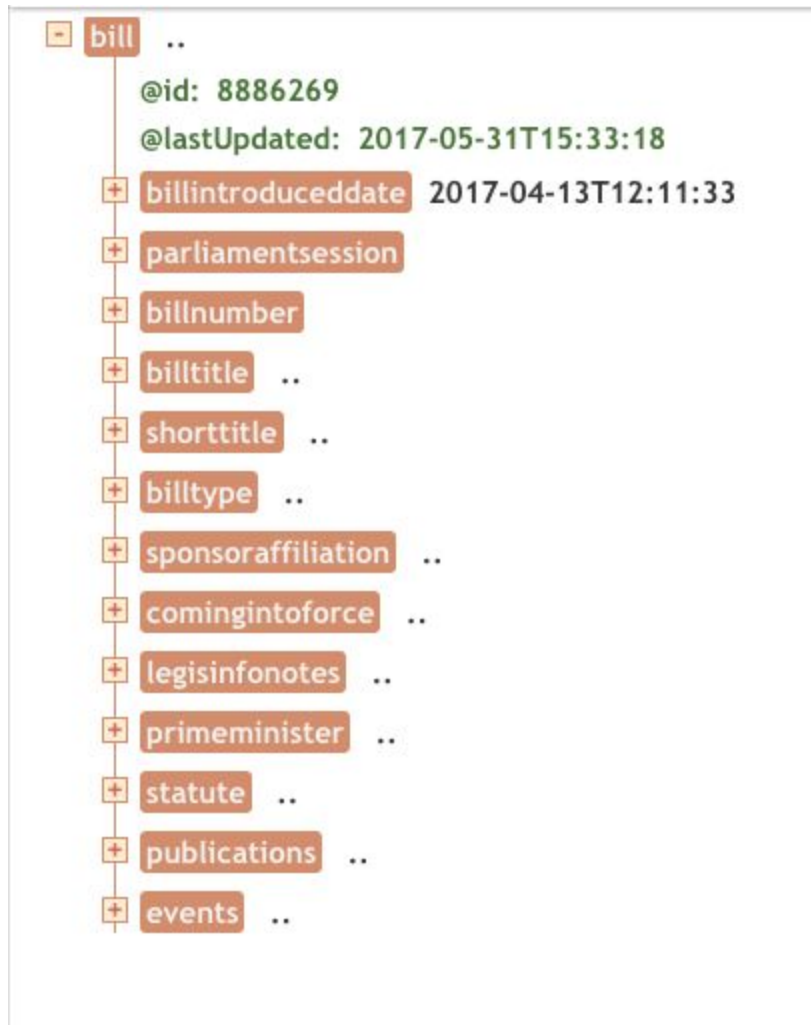 bill ..
@id: 8886269
@lastUpdated: 2017-05-31T15:33:18
billintroduceddate 2017-04-13T12:11:33
parliamentsession
billnumber
billtitle ..
shorttitle ..
billtype ..
sponsoraffiliation ..
comingintoforce ..
legisinfonotes ..
primeminister ..
statute ..
publications ..
events ..